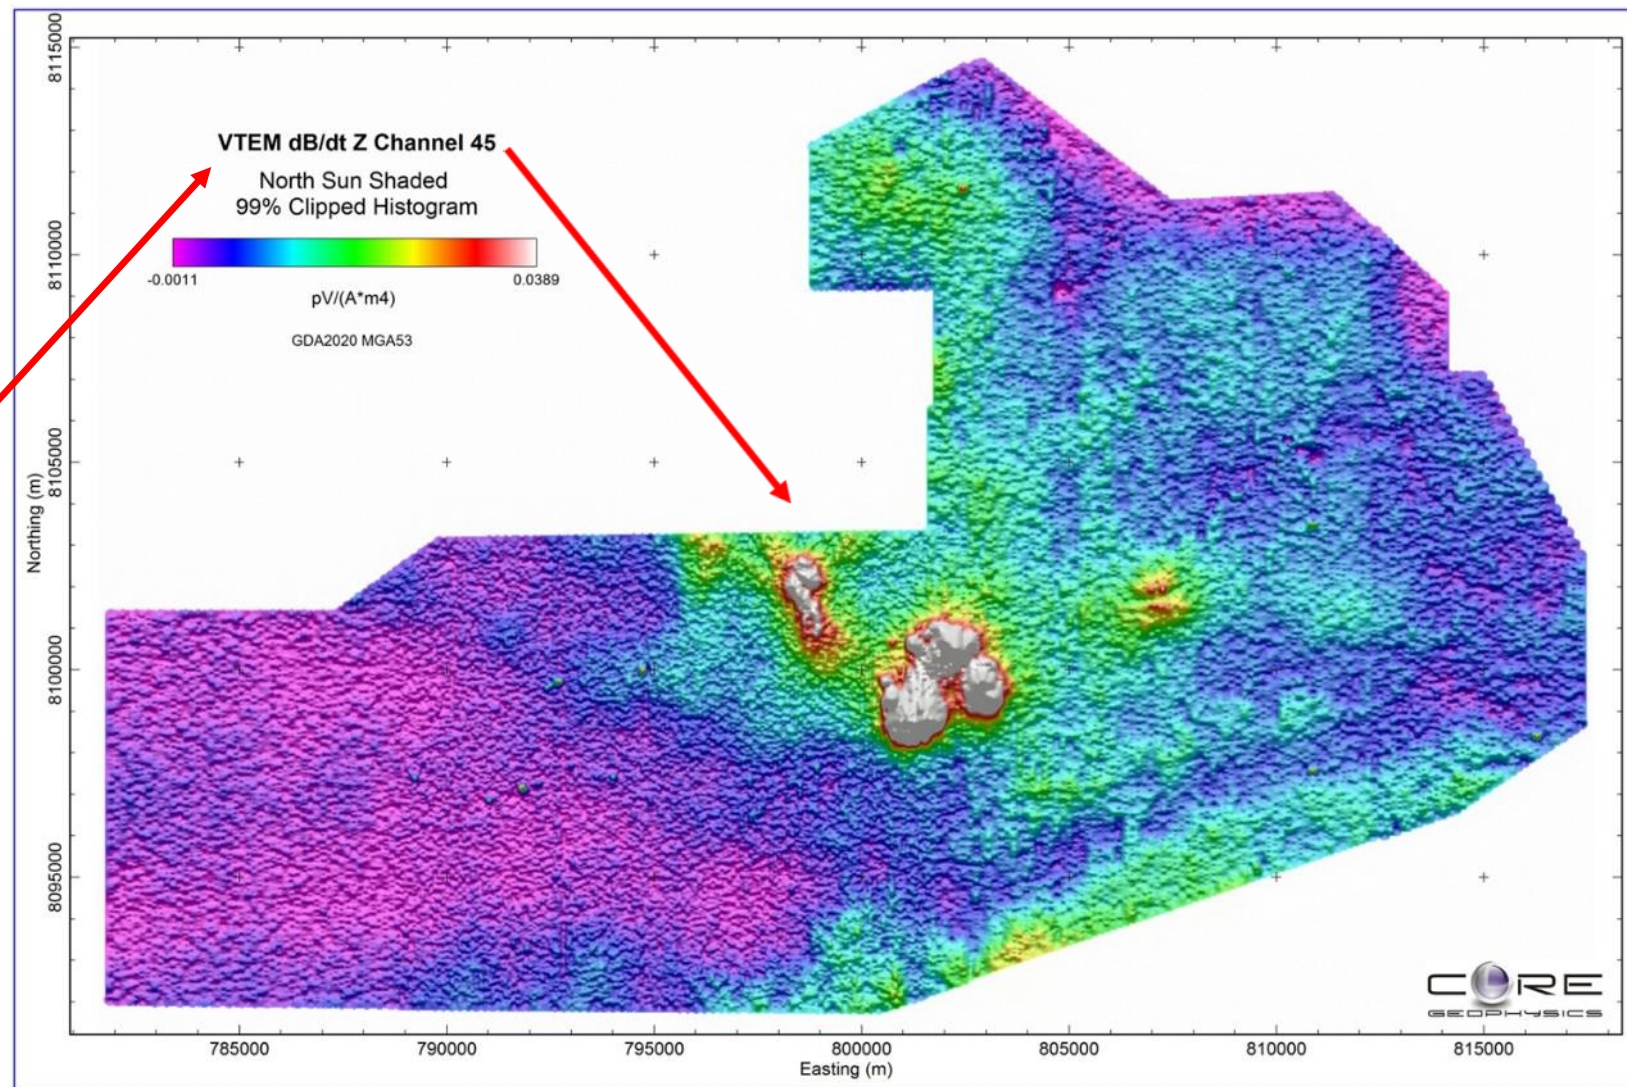 VTEM dB/dt Z Channel 45
North Sun Shaded
99% Clipped Histogram
-0.0011
0.0389
pV/(A*m4)
GDA2020 MGA53
Northing (m)
8115000
8110000
8105000
8100000
8095000
785000
790000
795000
800000
805000
810000
815000
Easting (m)
CORE
GEOPHYSICS